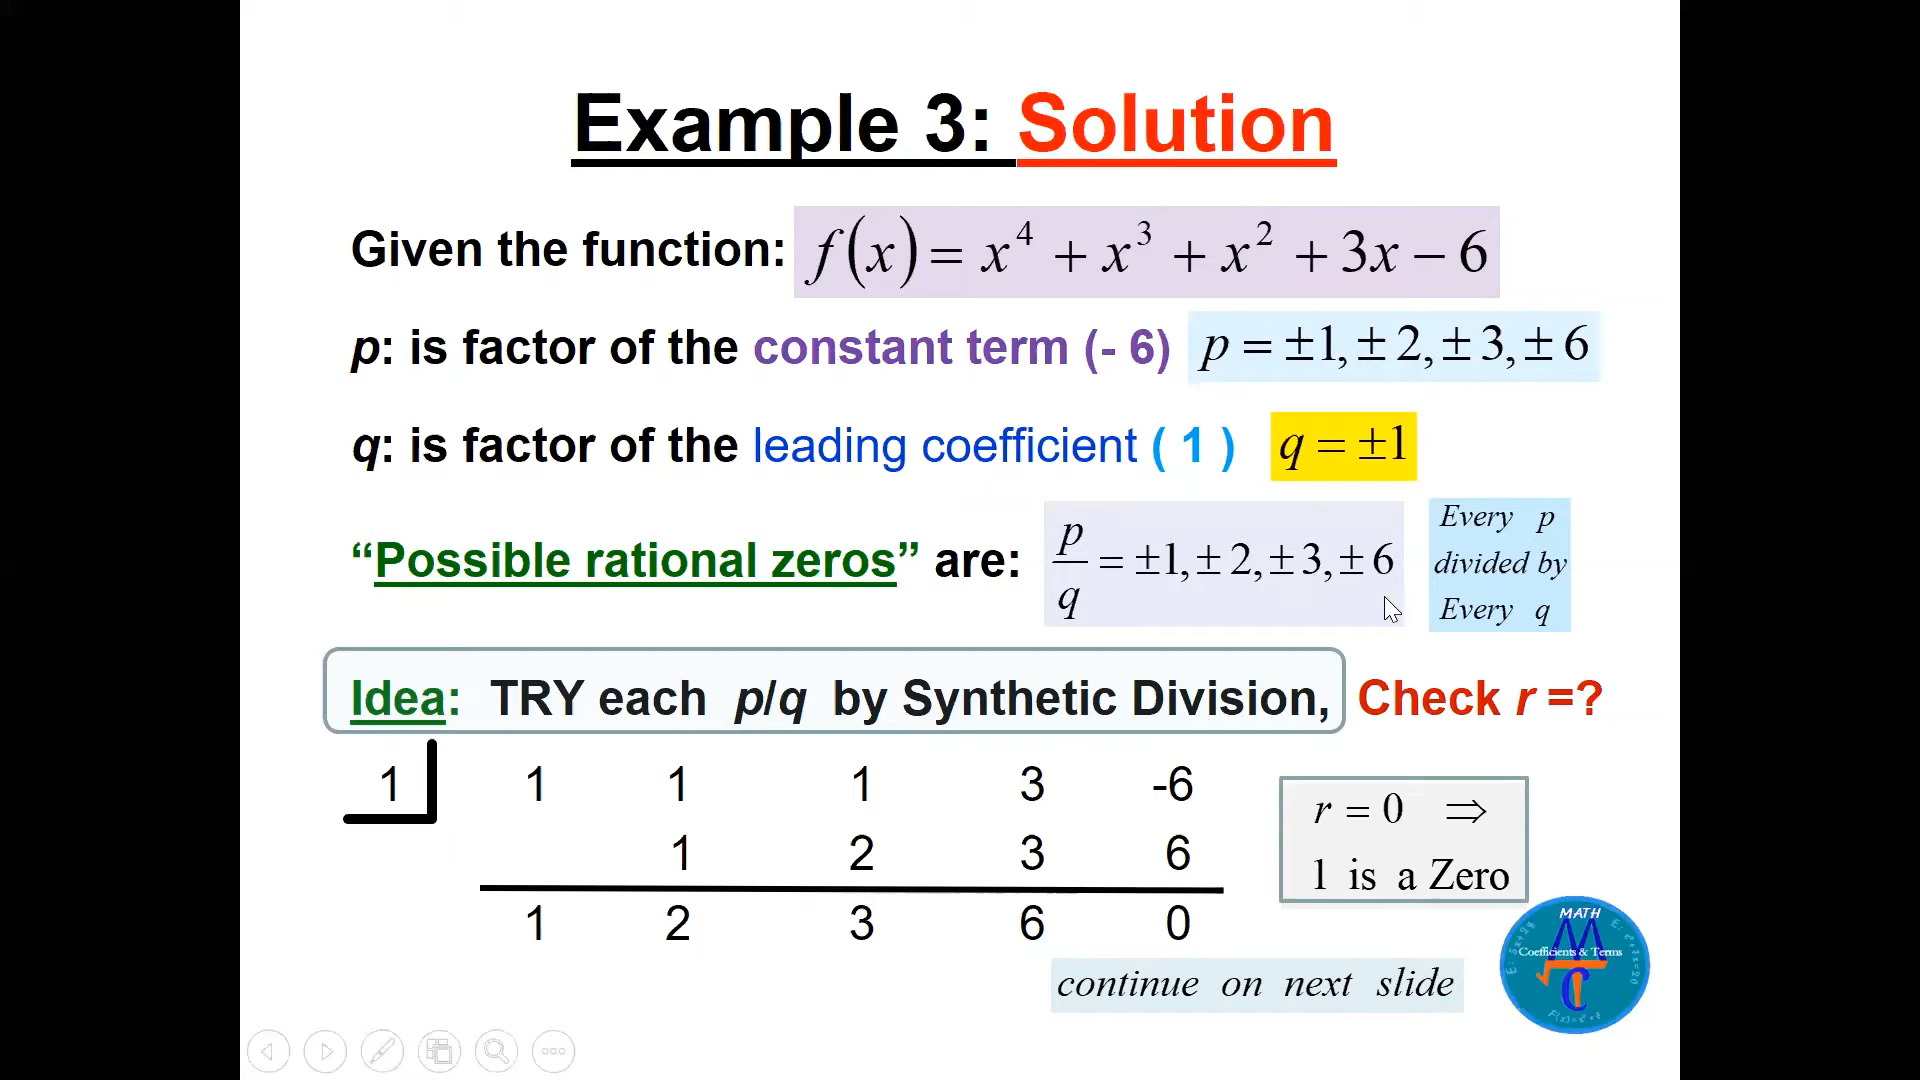 Example 3: Solution
Given the function: f(x) = x⁴ + x³ + x² + 3x − 6
p: is factor of the constant term (- 6) p = ±1, ± 2, ± 3, ± 6
q: is factor of the leading coefficient ( 1 ) q = ±1
“Possible rational zeros” are: p/q = ±1, ± 2, ± 3, ± 6
Every p
divided by
Every q
Idea: TRY each p/q by Synthetic Division, Check r =?
1 1 1 1 3 -6
1 2 3 6
1 2 3 6 0
r = 0 ⇒
1 is a Zero
continue on next slide
MATH
Coefficients & Terms